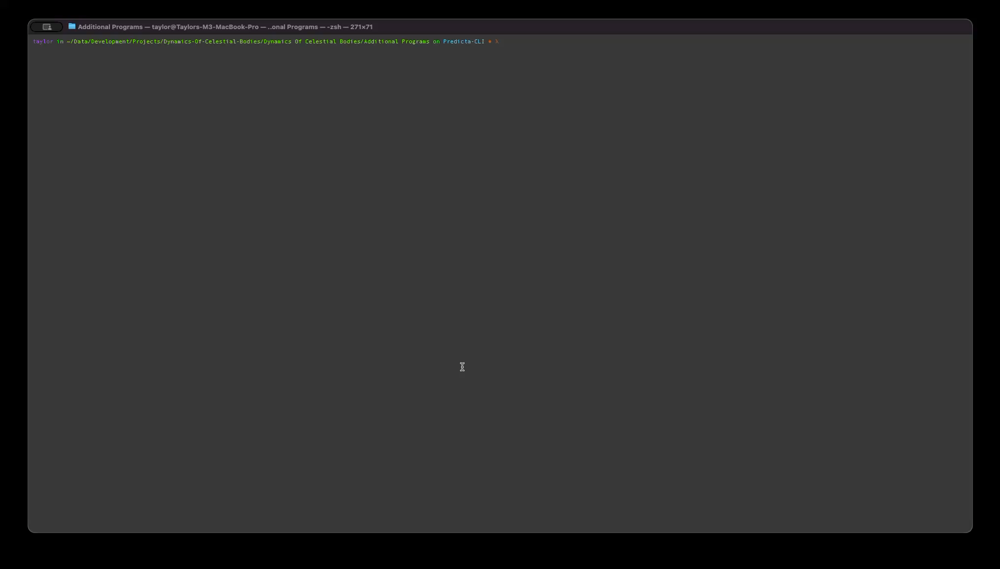 Additional Programs — taylor@Taylors-M3-MacBook-Pro — ..onal Programs — -zsh — 271×71
taylor in ~/Data/Development/Projects/Dynamics-Of-Celestial-Bodies/Dynamics Of Celestial Bodies/Additional Programs on Predicta-CLI • λ